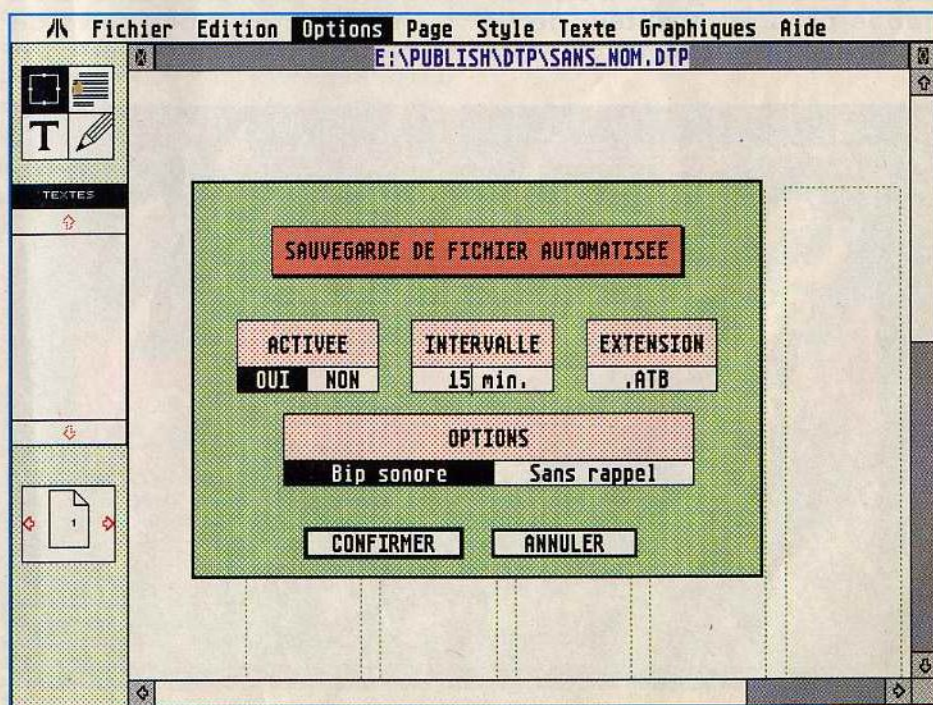 Fichier Edition Options Page Style Texte Graphiques Aide
E:\PUBLISH\DTP\SANS_NOM.DTP
T
TEXTES
SAUVEGARDE DE FICHIER AUTOMATISEE
ACTIVEE INTERVALLE EXTENSION
OUI NON 15 min. .ATB
OPTIONS
Bip sonore Sans rappel
1
CONFIRMER ANNULER